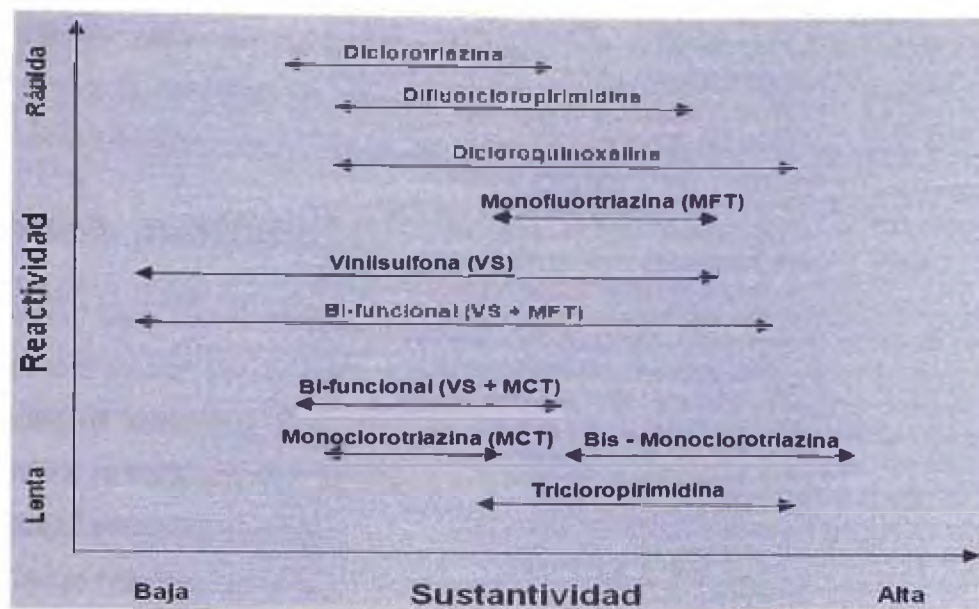 Diclorotriazina
Difluorcloropirimidina
Dicloroquinoxalina
Monofluortriazina (MFT)
Vinilsulfona (VS)
Bi-funcional (VS + MFT)
Bi-funcional (VS + MCT)
Monoclorotriazina (MCT)
Bis - Monoclorotriazina
Tricloropirimidina
Rápida
Reactividad
Lenta
Baja
Sustantividad
Alta